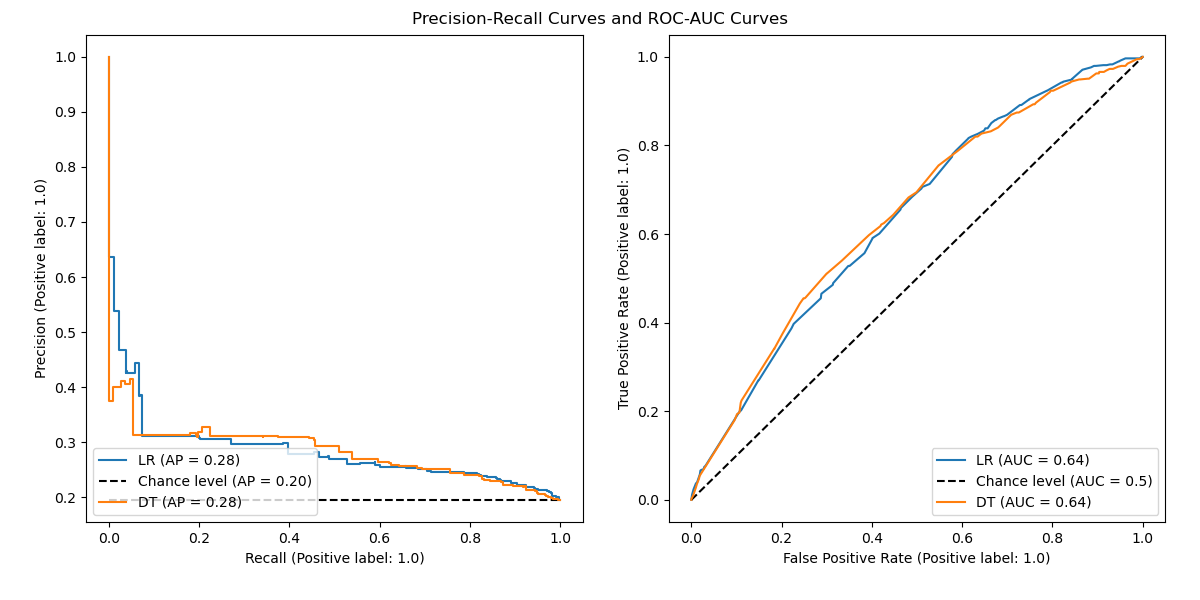 Precision-Recall Curves and ROC-AUC Curves
Precision (Positive label: 1.0)
1.0
0.9
0.8
0.7
0.6
0.5
0.4
0.3
0.2
LR (AP = 0.28)
Chance level (AP = 0.20)
DT (AP = 0.28)
0.0 0.2 0.4 0.6 0.8 1.0
Recall (Positive label: 1.0)
True Positive Rate (Positive label: 1.0)
1.0
0.8
0.6
0.4
0.2
0.0
LR (AUC = 0.64)
Chance level (AUC = 0.5)
DT (AUC = 0.64)
0.0 0.2 0.4 0.6 0.8 1.0
False Positive Rate (Positive label: 1.0)